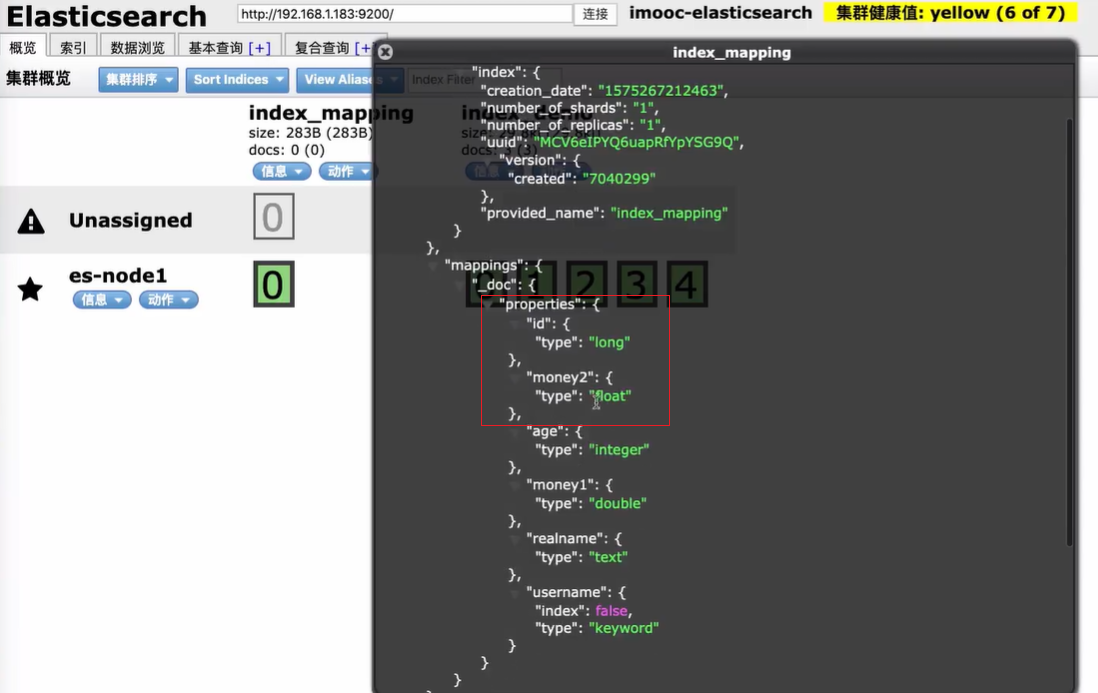 Elasticsearch
http://192.168.1.183:9200/
连接
imooc-elasticsearch
集群健康值: yellow (6 of 7)
概览
索引
数据浏览
基本查询 [+]
复合查询 [+]
集群概览
集群排序
Sort Indices
View Aliases
Index Filter
index_mapping
size: 283B (283B)
docs: 0 (0)
信息
动作
index_demo
Unassigned
0
es-node1
信息
动作
0
0 1 2 3 4
index_mapping
"index": {
"creation_date": "1575267212463",
"number_of_shards": "1",
"number_of_replicas": "1",
"uuid": "MCV6eIPYQ6uapRfYpYSG9Q",
"version": {
"created": "7040299"
},
"provided_name": "index_mapping"
}
},
"mappings": {
"_doc": {
"properties": {
"id": {
"type": "long"
},
"money2": {
"type": "float"
},
"age": {
"type": "integer"
},
"money1": {
"type": "double"
},
"realname": {
"type": "text"
},
"username": {
"index": false,
"type": "keyword"
}
}
}